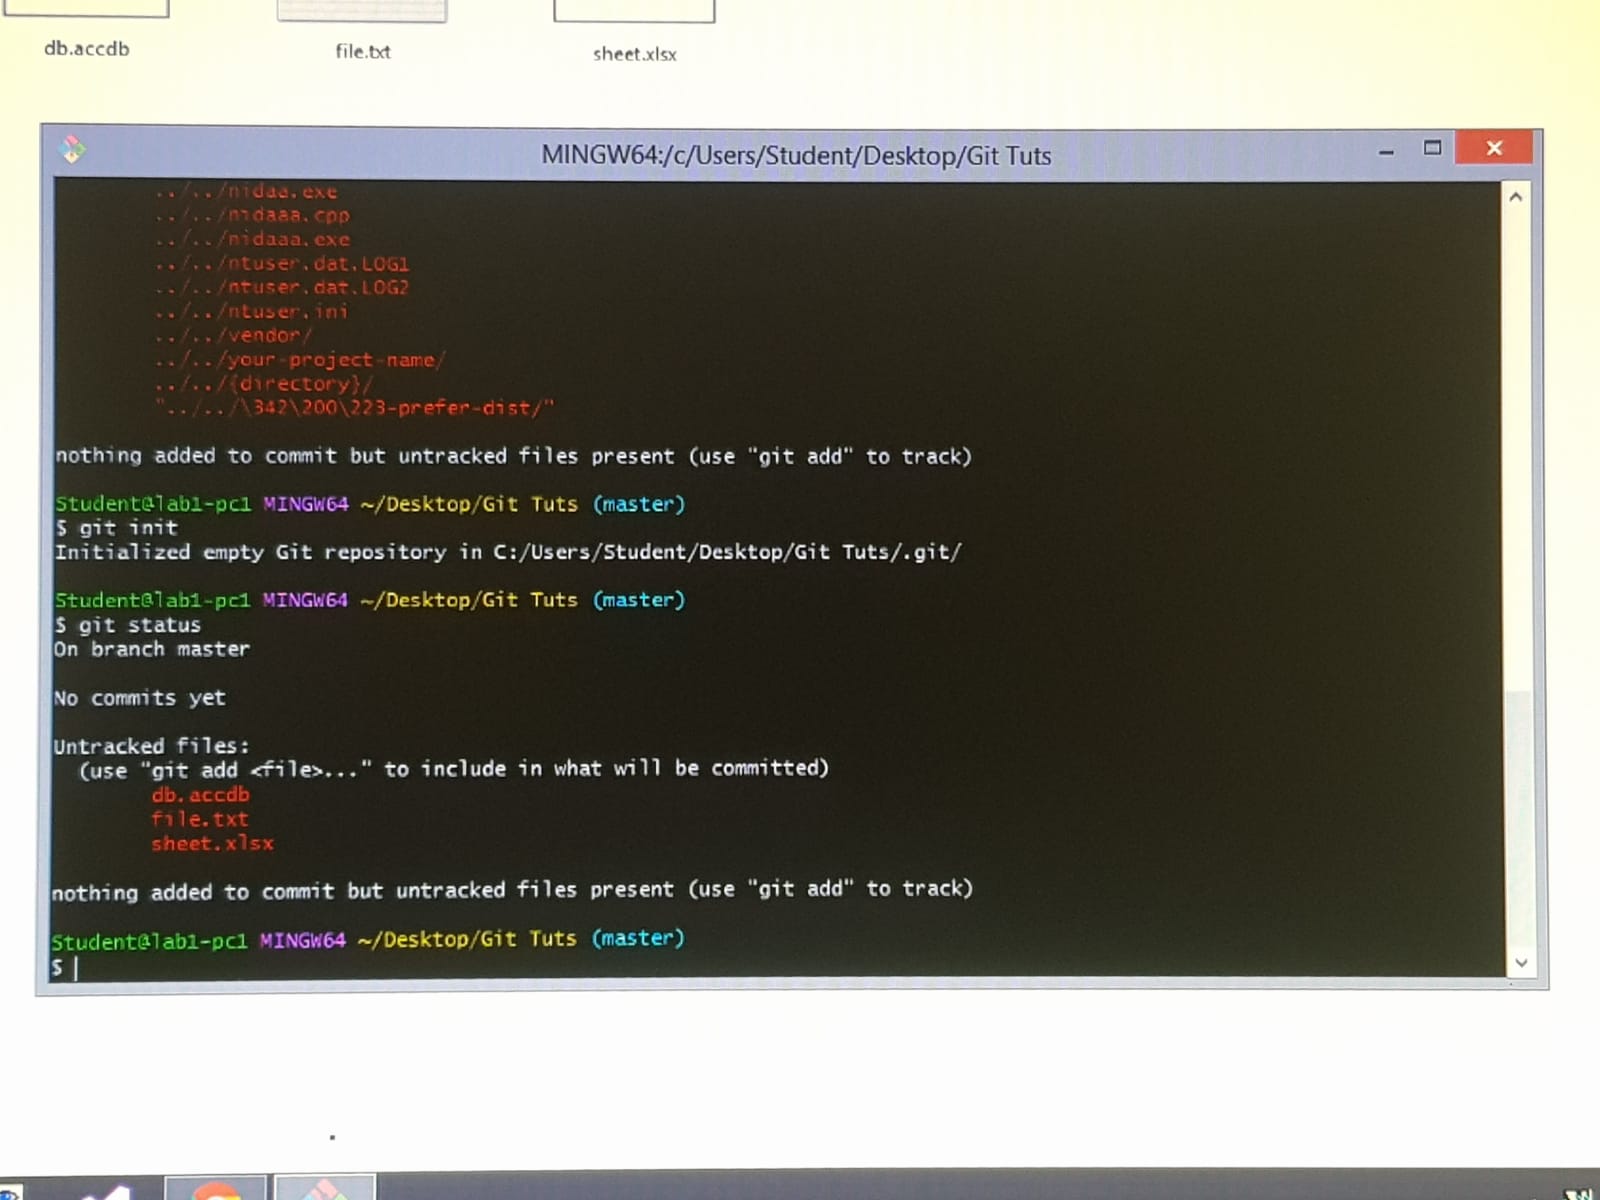 db.accdb
file.txt
sheet.xlsx
MINGW64:/c/Users/Student/Desktop/Git Tuts
../../nidaa.exe
../../nidaaa.cpp
../../nidaaa.exe
../../ntuser.dat.LOG1
../../ntuser.dat.LOG2
../../ntuser.ini
../../vendor/
../../your-project-name/
../../{directory}/
"../../\342\200\223-prefer-dist/"
nothing added to commit but untracked files present (use "git add" to track)
Student@lab1-pc1 MINGW64 ~/Desktop/Git Tuts (master)
$ git init
Initialized empty Git repository in C:/Users/Student/Desktop/Git Tuts/.git/
Student@lab1-pc1 MINGW64 ~/Desktop/Git Tuts (master)
$ git status
On branch master
No commits yet
Untracked files:
(use "git add <file>..." to include in what will be committed)
db.accdb
file.txt
sheet.xlsx
nothing added to commit but untracked files present (use "git add" to track)
Student@lab1-pc1 MINGW64 ~/Desktop/Git Tuts (master)
$